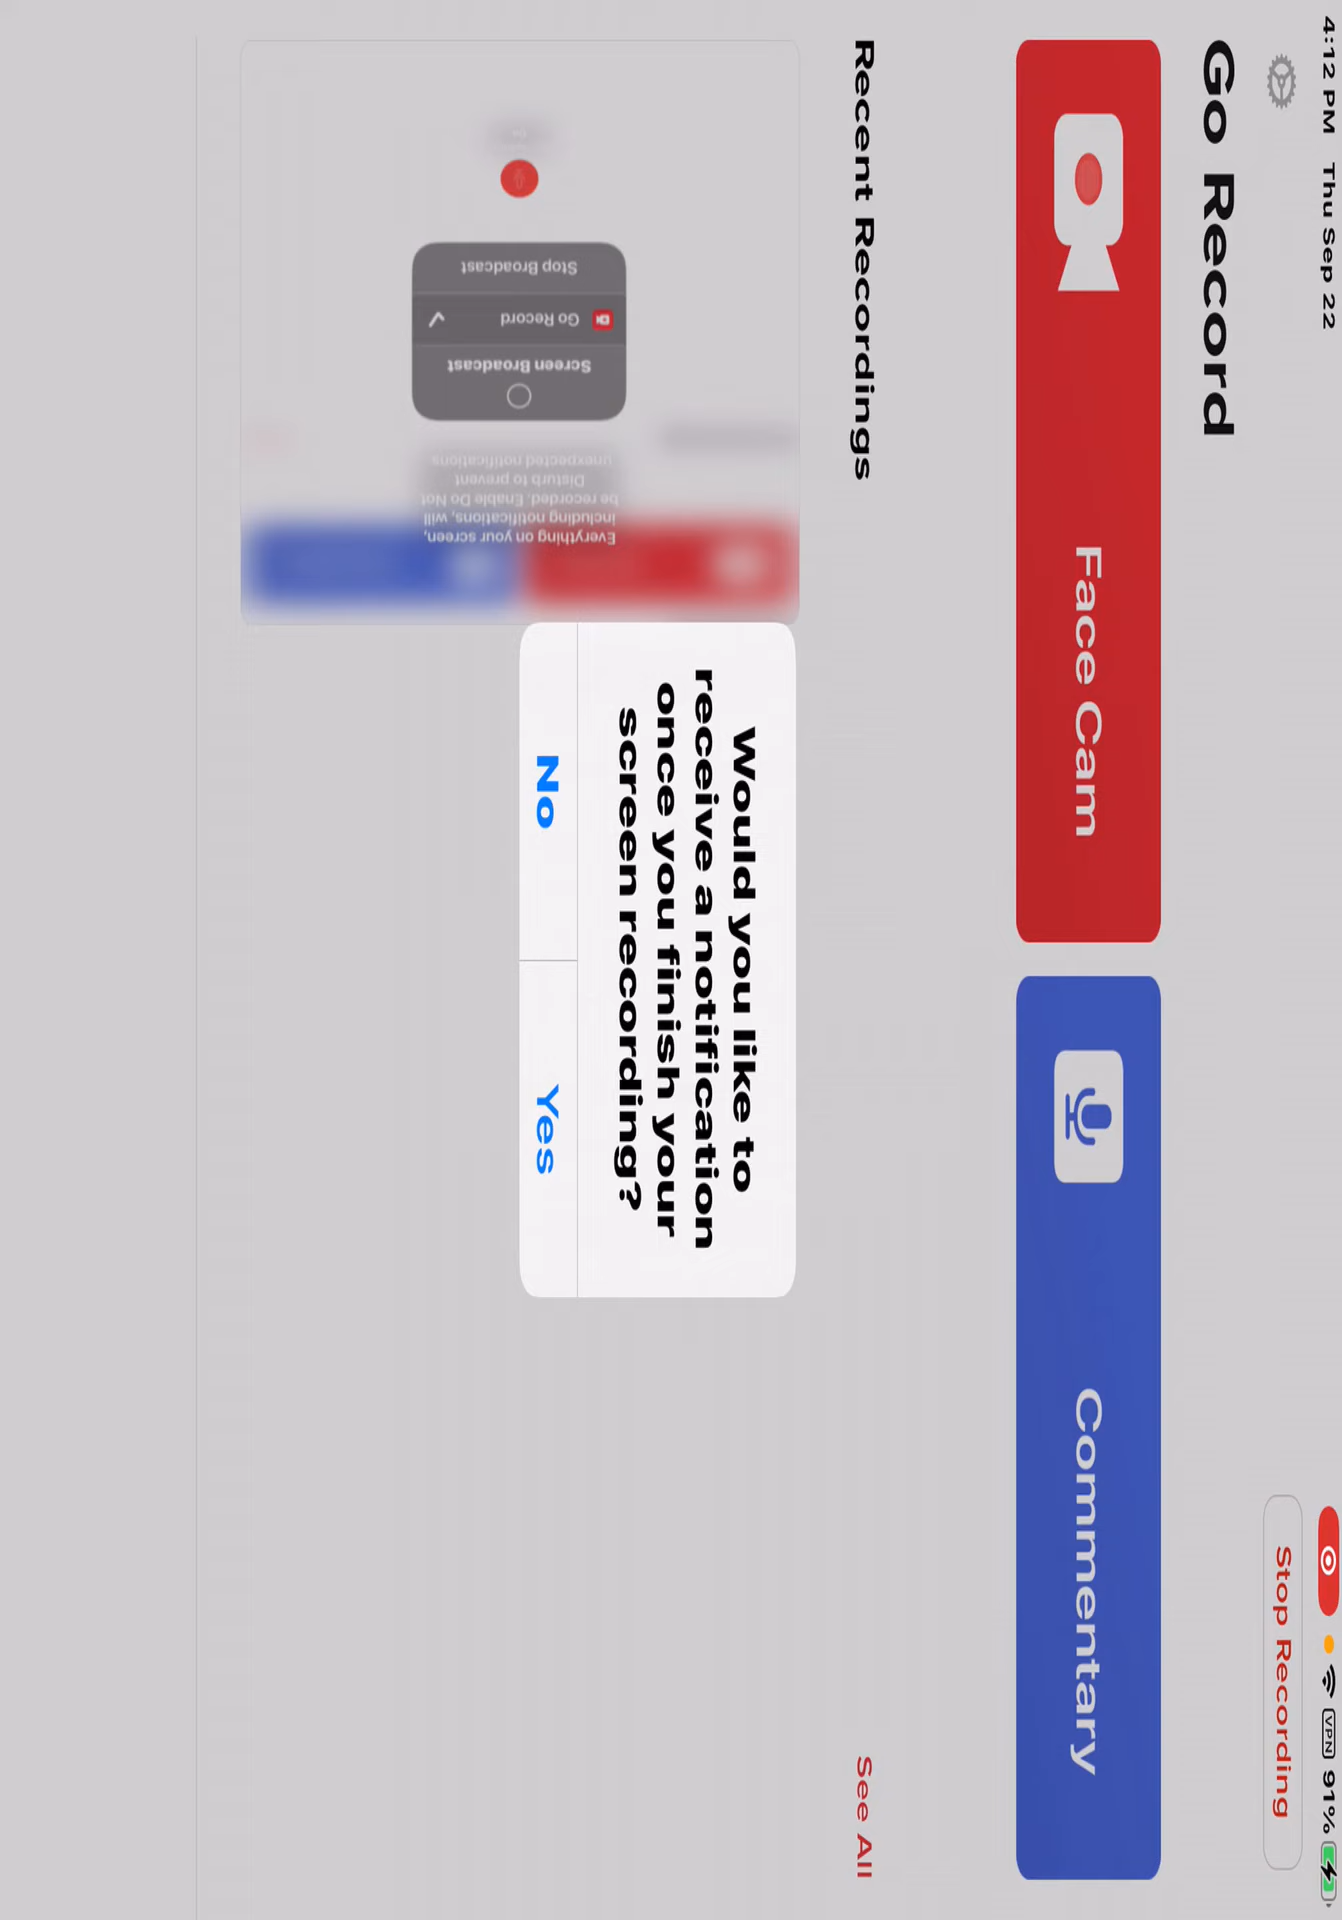 4:12 PM Thu Sep 22
VPN 91%
Stop Recording
Go Record
Face Cam
Commentary
Recent Recordings
See All
Would you like to
receive a notification
once you finish your
screen recording?
No
Yes
Everything on your screen,
including notifications, will
be recorded. Enable Do Not
Disturb to prevent
unexpected notifications
Screen Broadcast
Go Record
Stop Broadcast